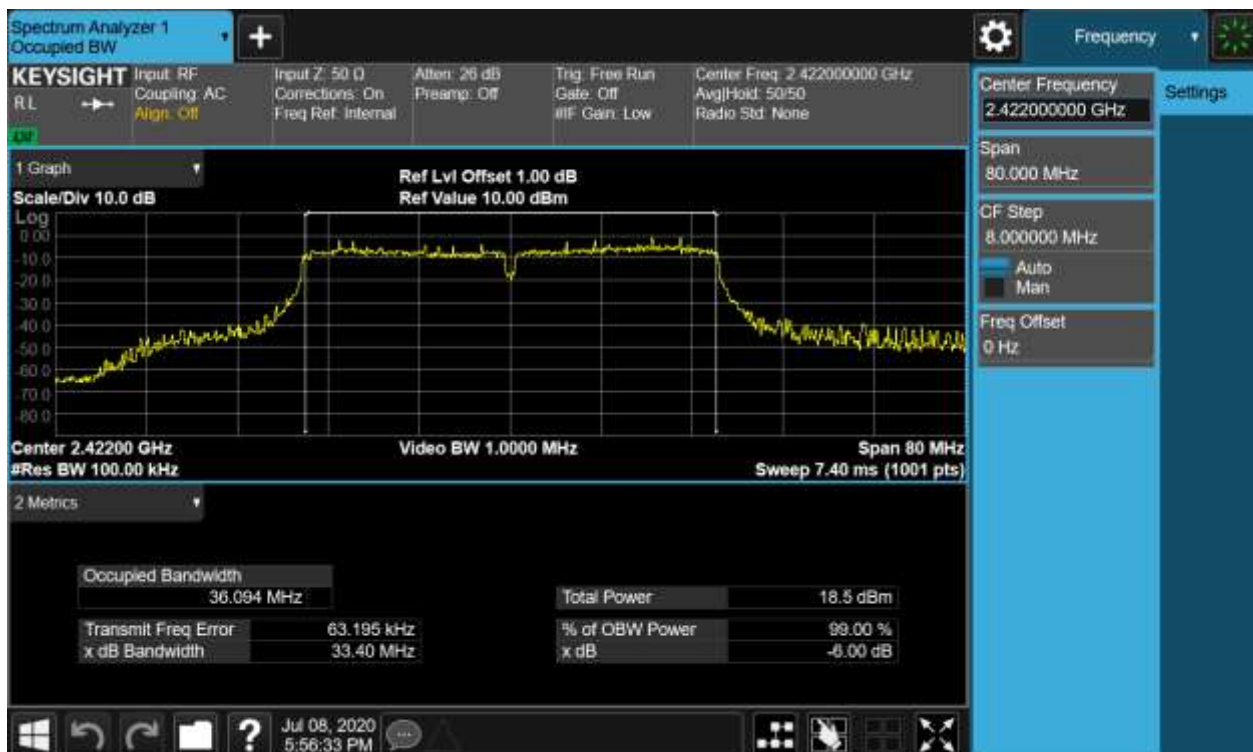 Spectrum Analyzer 1
Occupied BW
+
Frequency
KEYSIGHT
RL
Input: RF
Coupling: AC
Align: Off
Input Z: 50 Ω
Corrections: On
Freq Ref: Internal
Atten: 26 dB
Preamp: Off
Trig: Free Run
Gate: Off
#IF Gain: Low
Center Freq: 2.422000000 GHz
Avg|Hold: 50/50
Radio Std: None
Center Frequency
2.422000000 GHz
Settings
Span
80.000 MHz
CF Step
8.000000 MHz
Auto
Man
Freq Offset
0 Hz
1 Graph
Scale/Div 10.0 dB
Ref Lvl Offset 1.00 dB
Ref Value 10.00 dBm
Log
0.00
-10.0
-20.0
-30.0
-40.0
-50.0
-60.0
-70.0
-80.0
Center 2.42200 GHz
#Res BW 100.00 kHz
Video BW 1.0000 MHz
Span 80 MHz
Sweep 7.40 ms (1001 pts)
2 Metrics
Occupied Bandwidth
36.094 MHz
Transmit Freq Error 63.195 kHz
x dB Bandwidth 33.40 MHz
Total Power 18.5 dBm
% of OBW Power 99.00 %
x dB -6.00 dB
?
Jul 08, 2020
5:56:33 PM